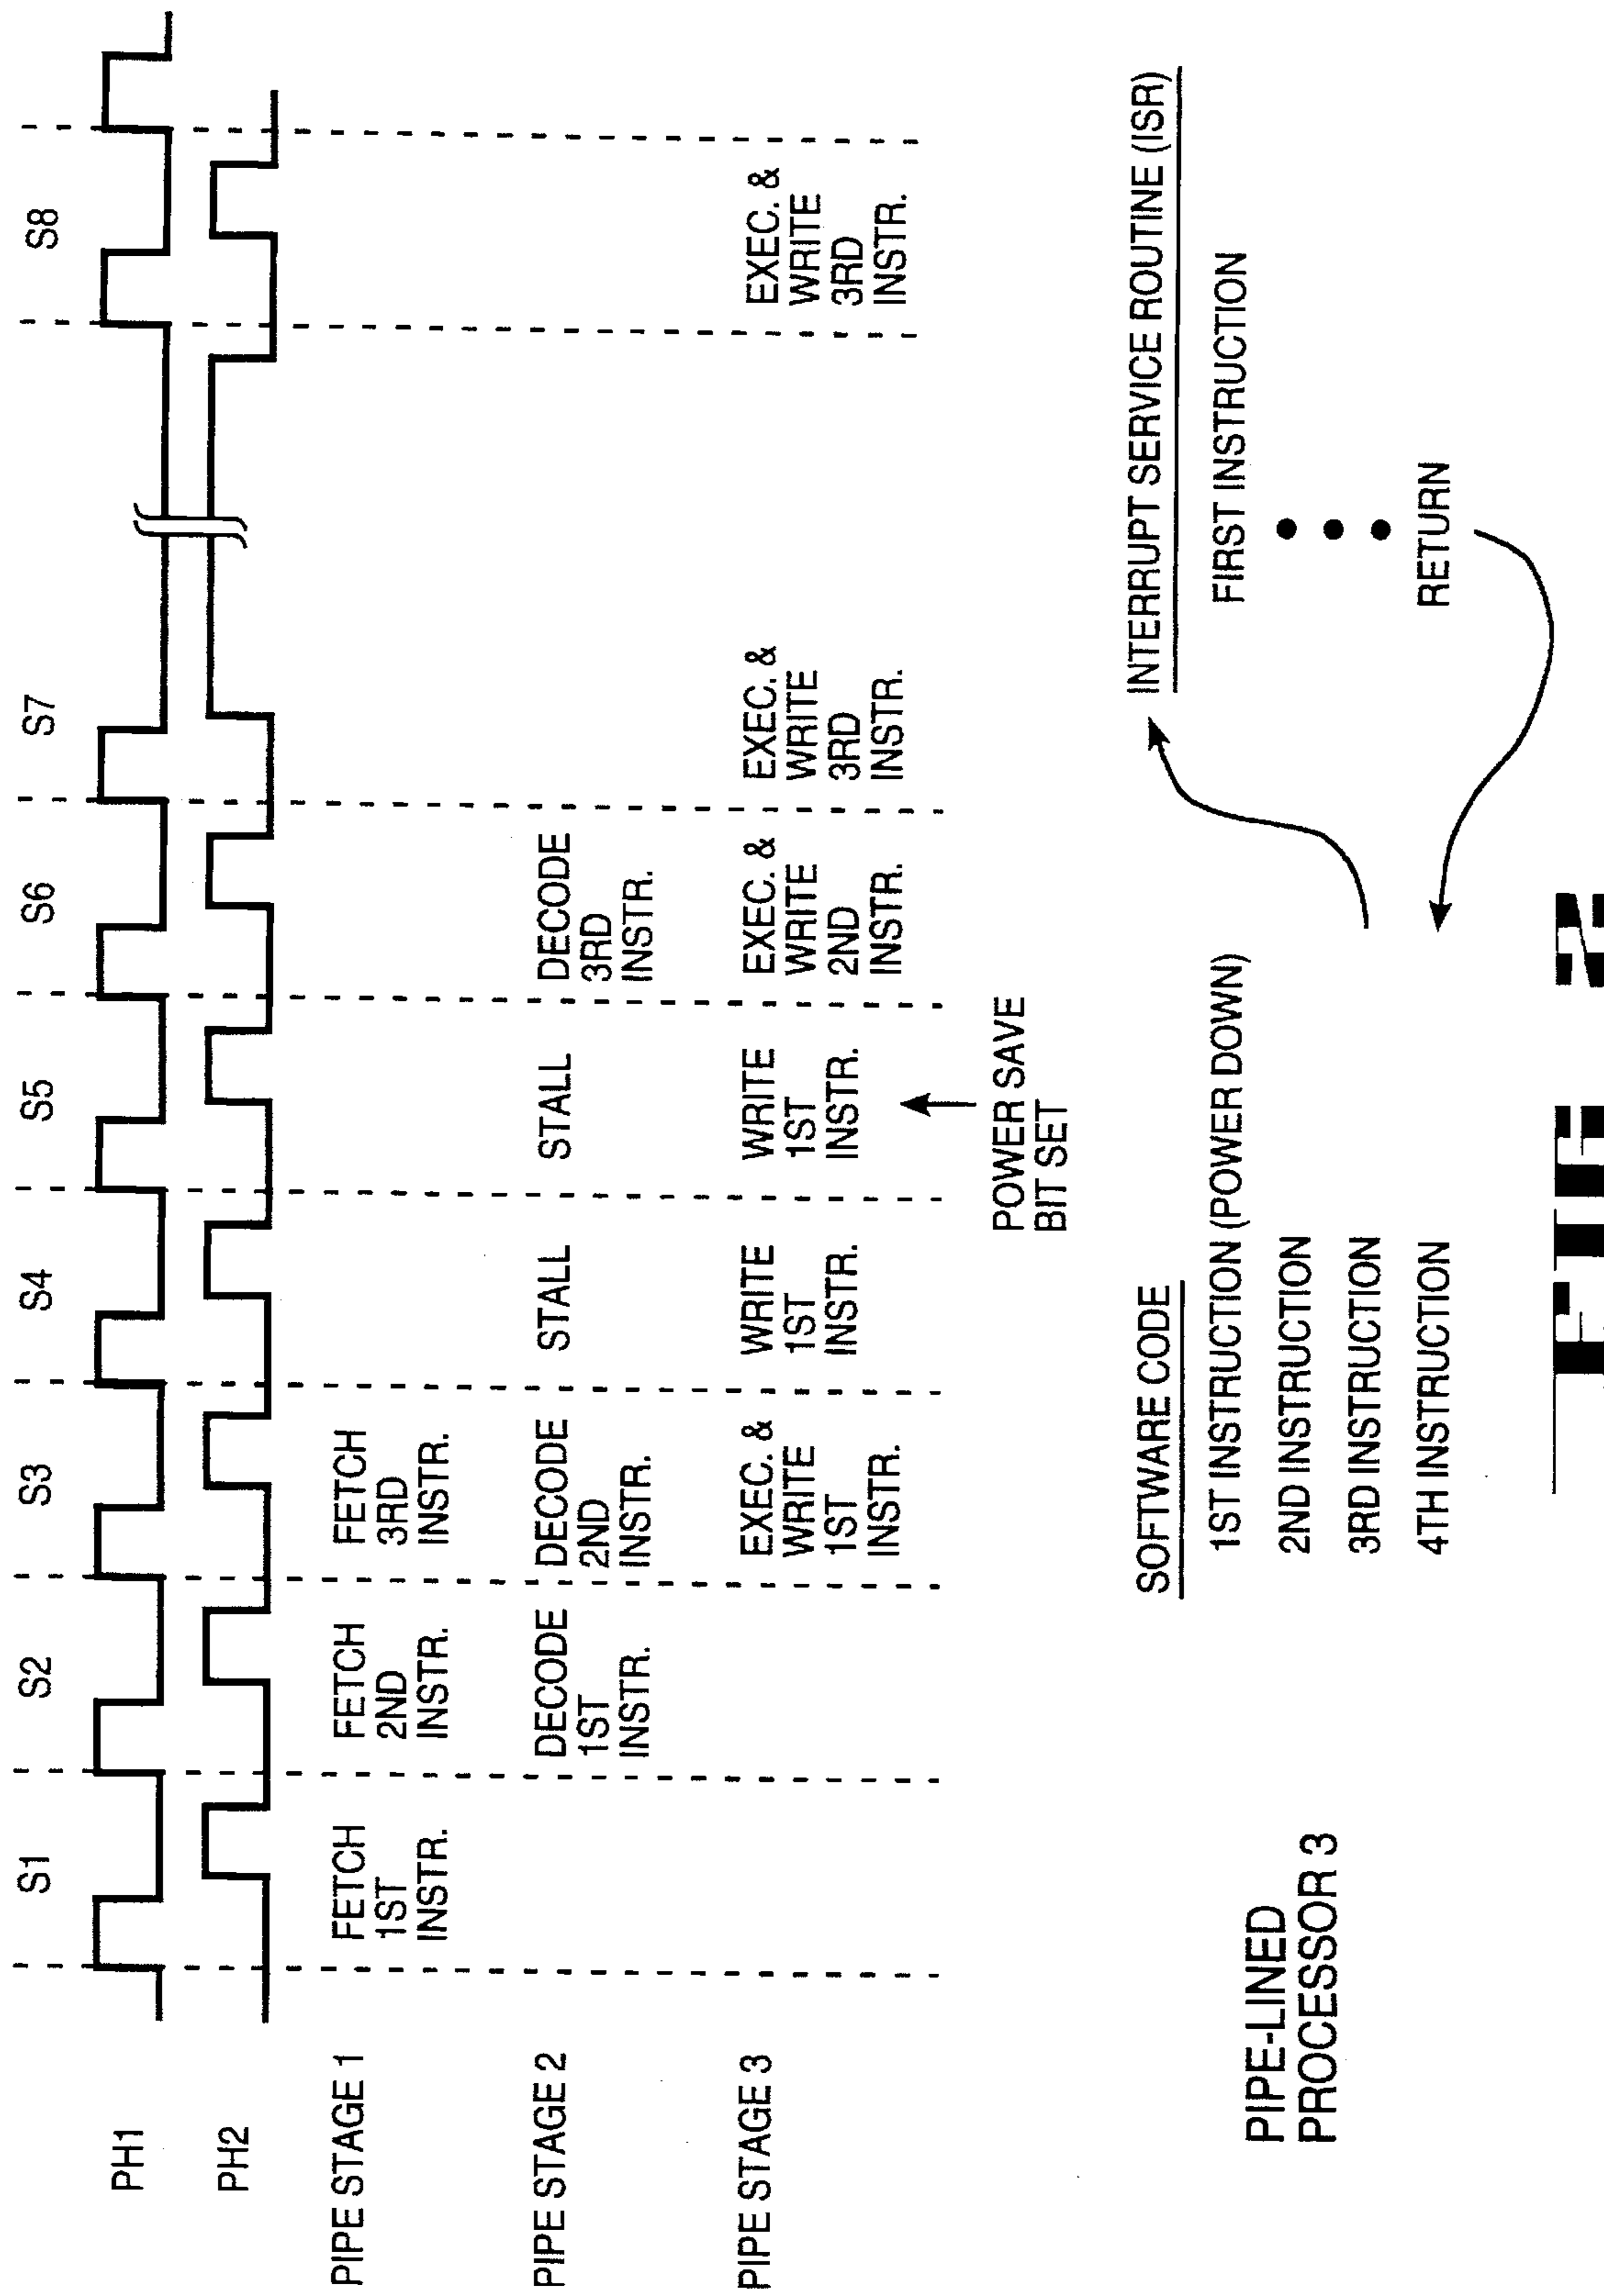 S1 S2 S3 S4 S5 S6 S7 S8
PH1
PH2
PIPE STAGE 1
FETCH
1ST
INSTR.
FETCH
2ND
INSTR.
FETCH
3RD
INSTR.
PIPE STAGE 2
DECODE
1ST
INSTR.
DECODE
2ND
INSTR.
STALL
STALL
DECODE
3RD
INSTR.
PIPE STAGE 3
EXEC. &
WRITE
1ST
INSTR.
WRITE
1ST
INSTR.
WRITE
1ST
INSTR.
EXEC. &
WRITE
2ND
INSTR.
EXEC. &
WRITE
3RD
INSTR.
EXEC. &
WRITE
3RD
INSTR.
POWER SAVE
BIT SET
PIPE-LINED
PROCESSOR 3
SOFTWARE CODE
1ST INSTRUCTION (POWER DOWN)
2ND INSTRUCTION
3RD INSTRUCTION
4TH INSTRUCTION
INTERRUPT SERVICE ROUTINE (ISR)
FIRST INSTRUCTION
RETURN